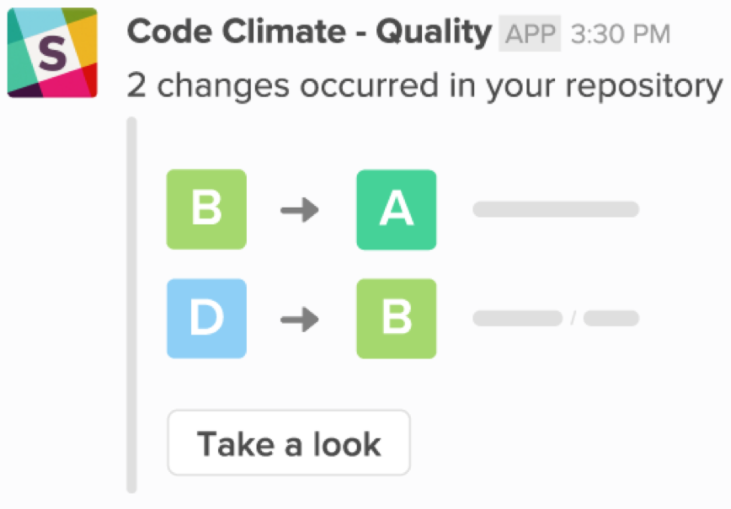 S
Code Climate - Quality APP 3:30 PM
2 changes occurred in your repository
B → A
D → B
/
Take a look